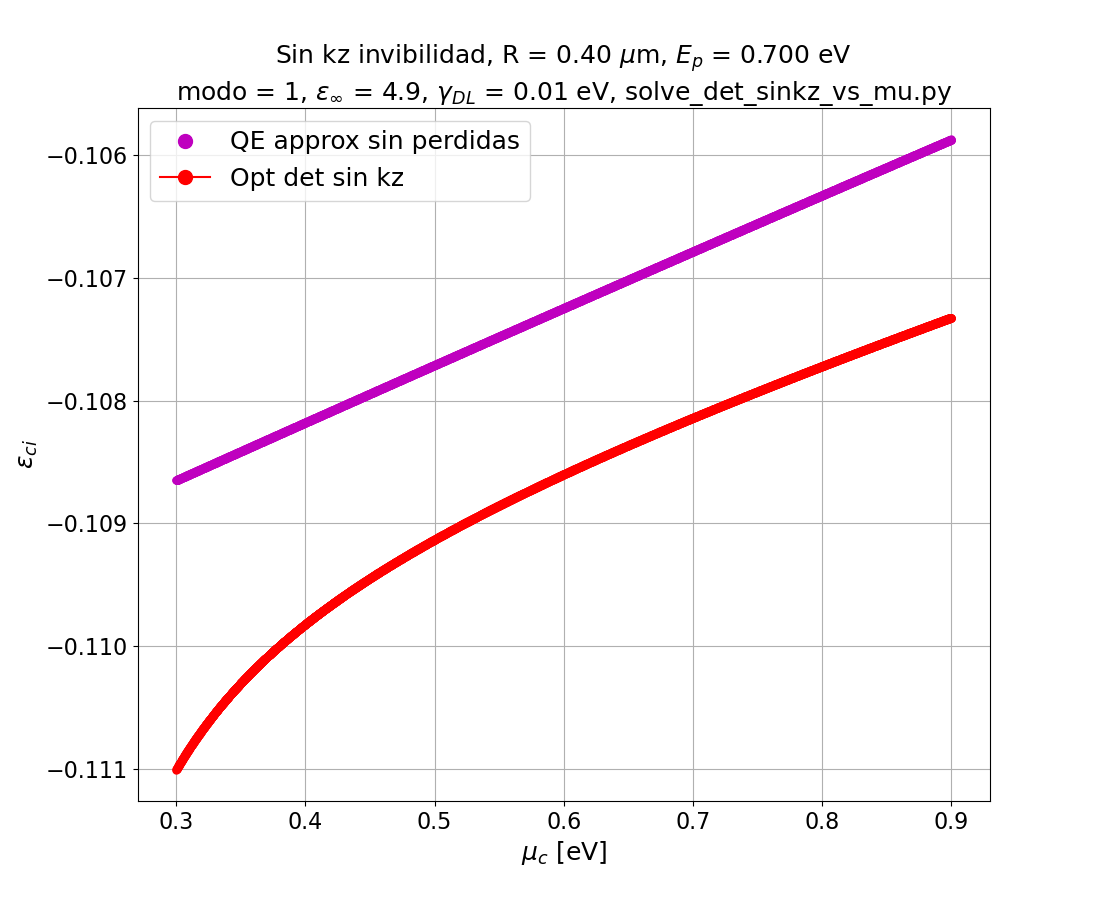 Sin kz invibilidad, R = 0.40 μm, E_p = 0.700 eV
modo = 1, ε_∞ = 4.9, γ_DL = 0.01 eV, solve_det_sinkz_vs_mu.py
QE approx sin perdidas
Opt det sin kz
−0.106
−0.107
−0.108
−0.109
−0.110
−0.111
ε_ci
0.3 0.4 0.5 0.6 0.7 0.8 0.9
μ_c [eV]